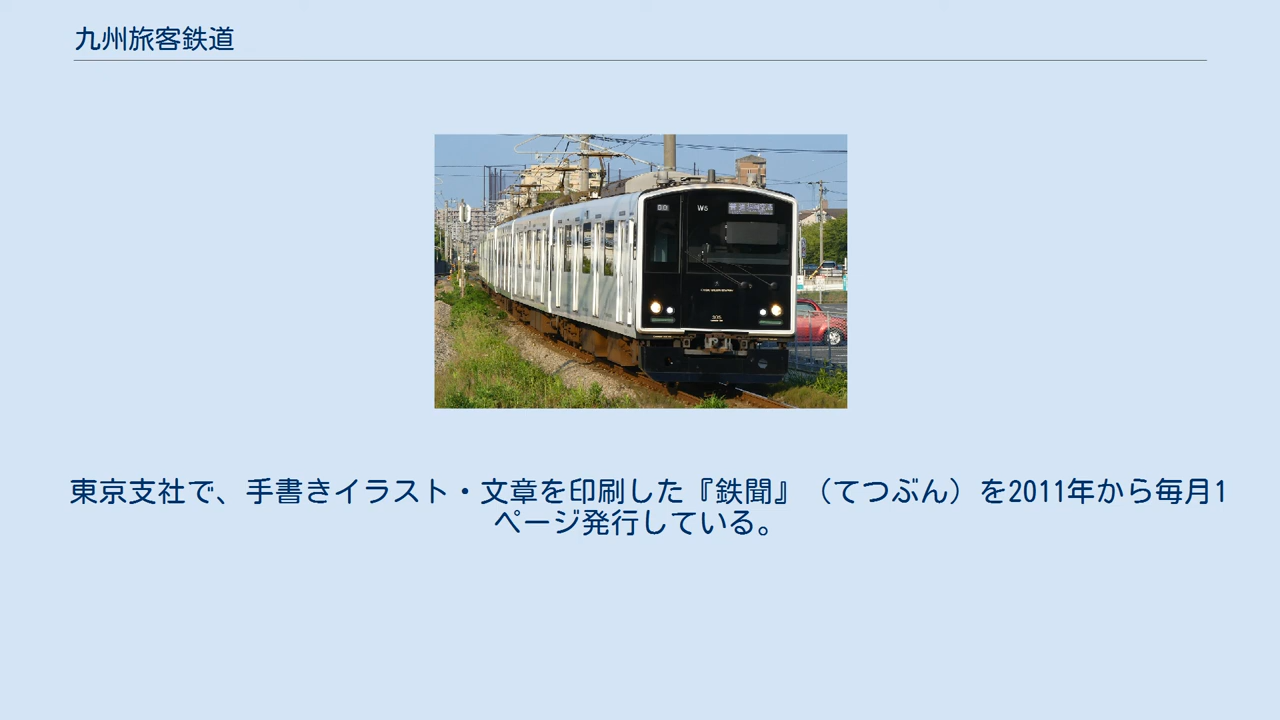 九州旅客鉄道
W6
305
東京支社で、手書きイラスト・文章を印刷した『鉄聞』（てつぶん）を2011年から毎月1
ページ発行している。